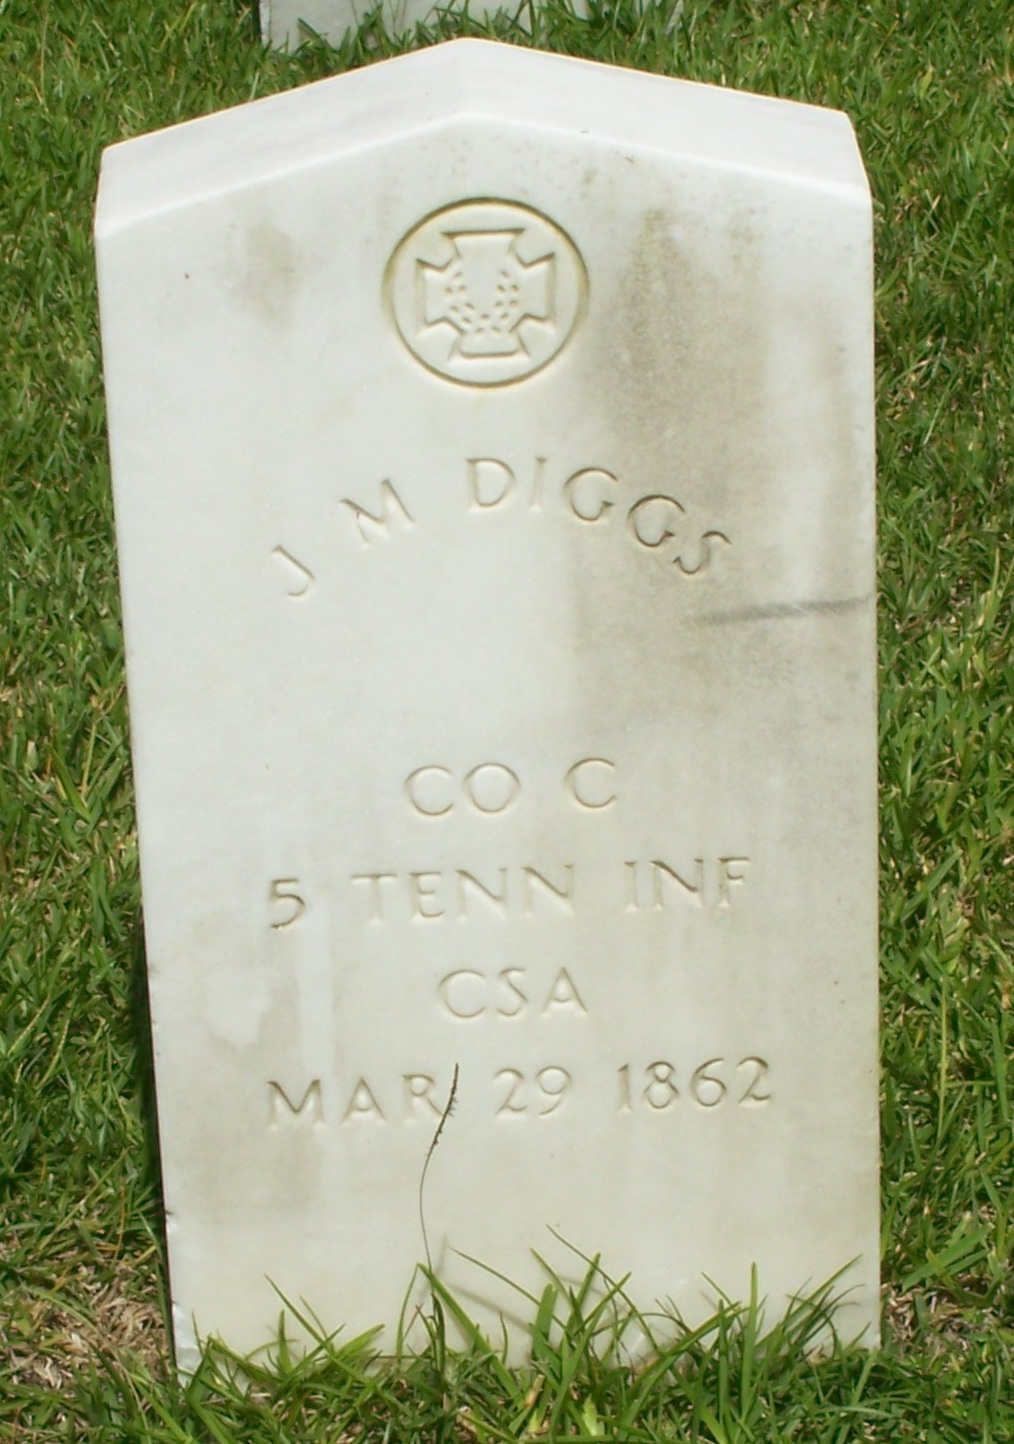 J M DIGGS
CO C
5 TENN INF
CSA
MAR 29 1862